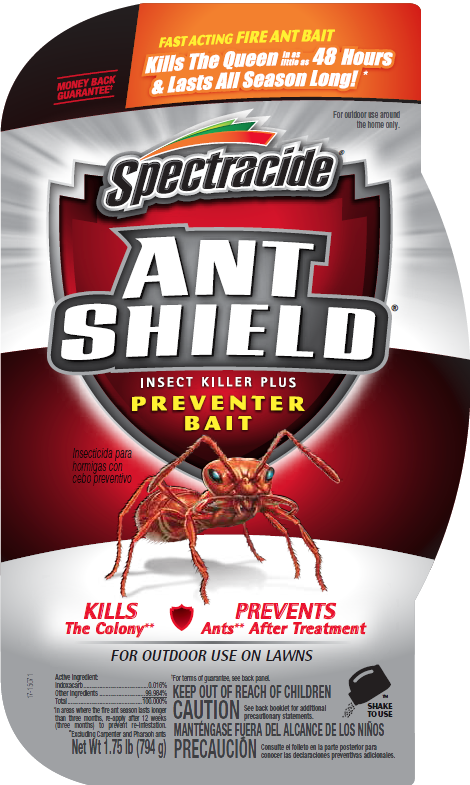 FAST ACTING FIRE ANT BAIT
Kills The Queen in as little as 48 Hours
& Lasts All Season Long! *
MONEY BACK
GUARANTEE†
For outdoor use around
the home only.
Spectracide®
ANT
SHIELD®
INSECT KILLER PLUS
PREVENTER
BAIT
Insecticida para
hormigas con
cebo preventivo
KILLS
The Colony**
PREVENTS
Ants** After Treatment
FOR OUTDOOR USE ON LAWNS
Active Ingredient:
Indoxacarb 0.016%
Other Ingredients 99.984%
Total 100.000%
*In areas where the fire ant season lasts longer
than three months, re-apply after 12 weeks
(three months) to prevent re-infestation.
**Excluding Carpenter and Pharaoh ants
Net Wt 1.75 lb (794 g)
†For terms of guarantee, see back panel.
KEEP OUT OF REACH OF CHILDREN
CAUTION See back booklet for additional
precautionary statements.
MANTÉNGASE FUERA DEL ALCANCE DE LOS NIÑOS
PRECAUCIÓN Consulte el folleto en la parte posterior para
conocer las declaraciones preventivas adicionales.
SHAKE
TO USE™